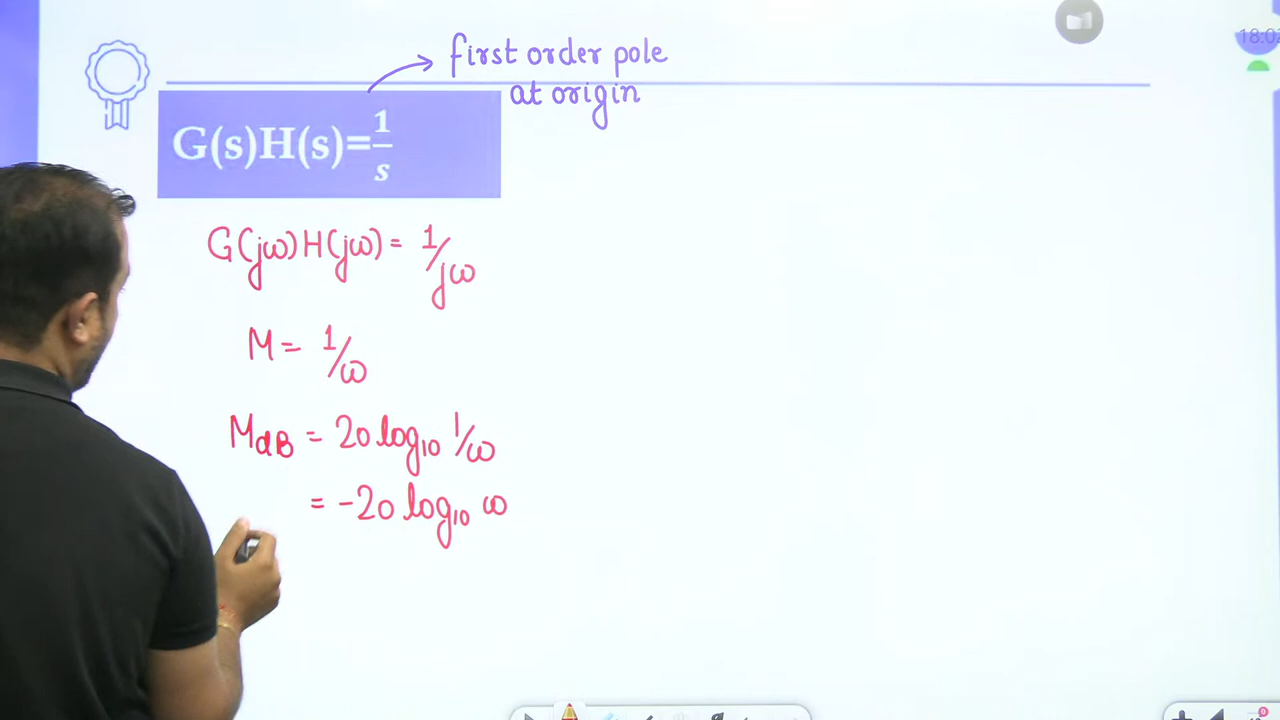 first order pole
at origin
G(s)H(s)=1/s
G(jω)H(jω) = 1/jω
M = 1/ω
MdB = 20 log10 1/ω
= -20 log10 ω